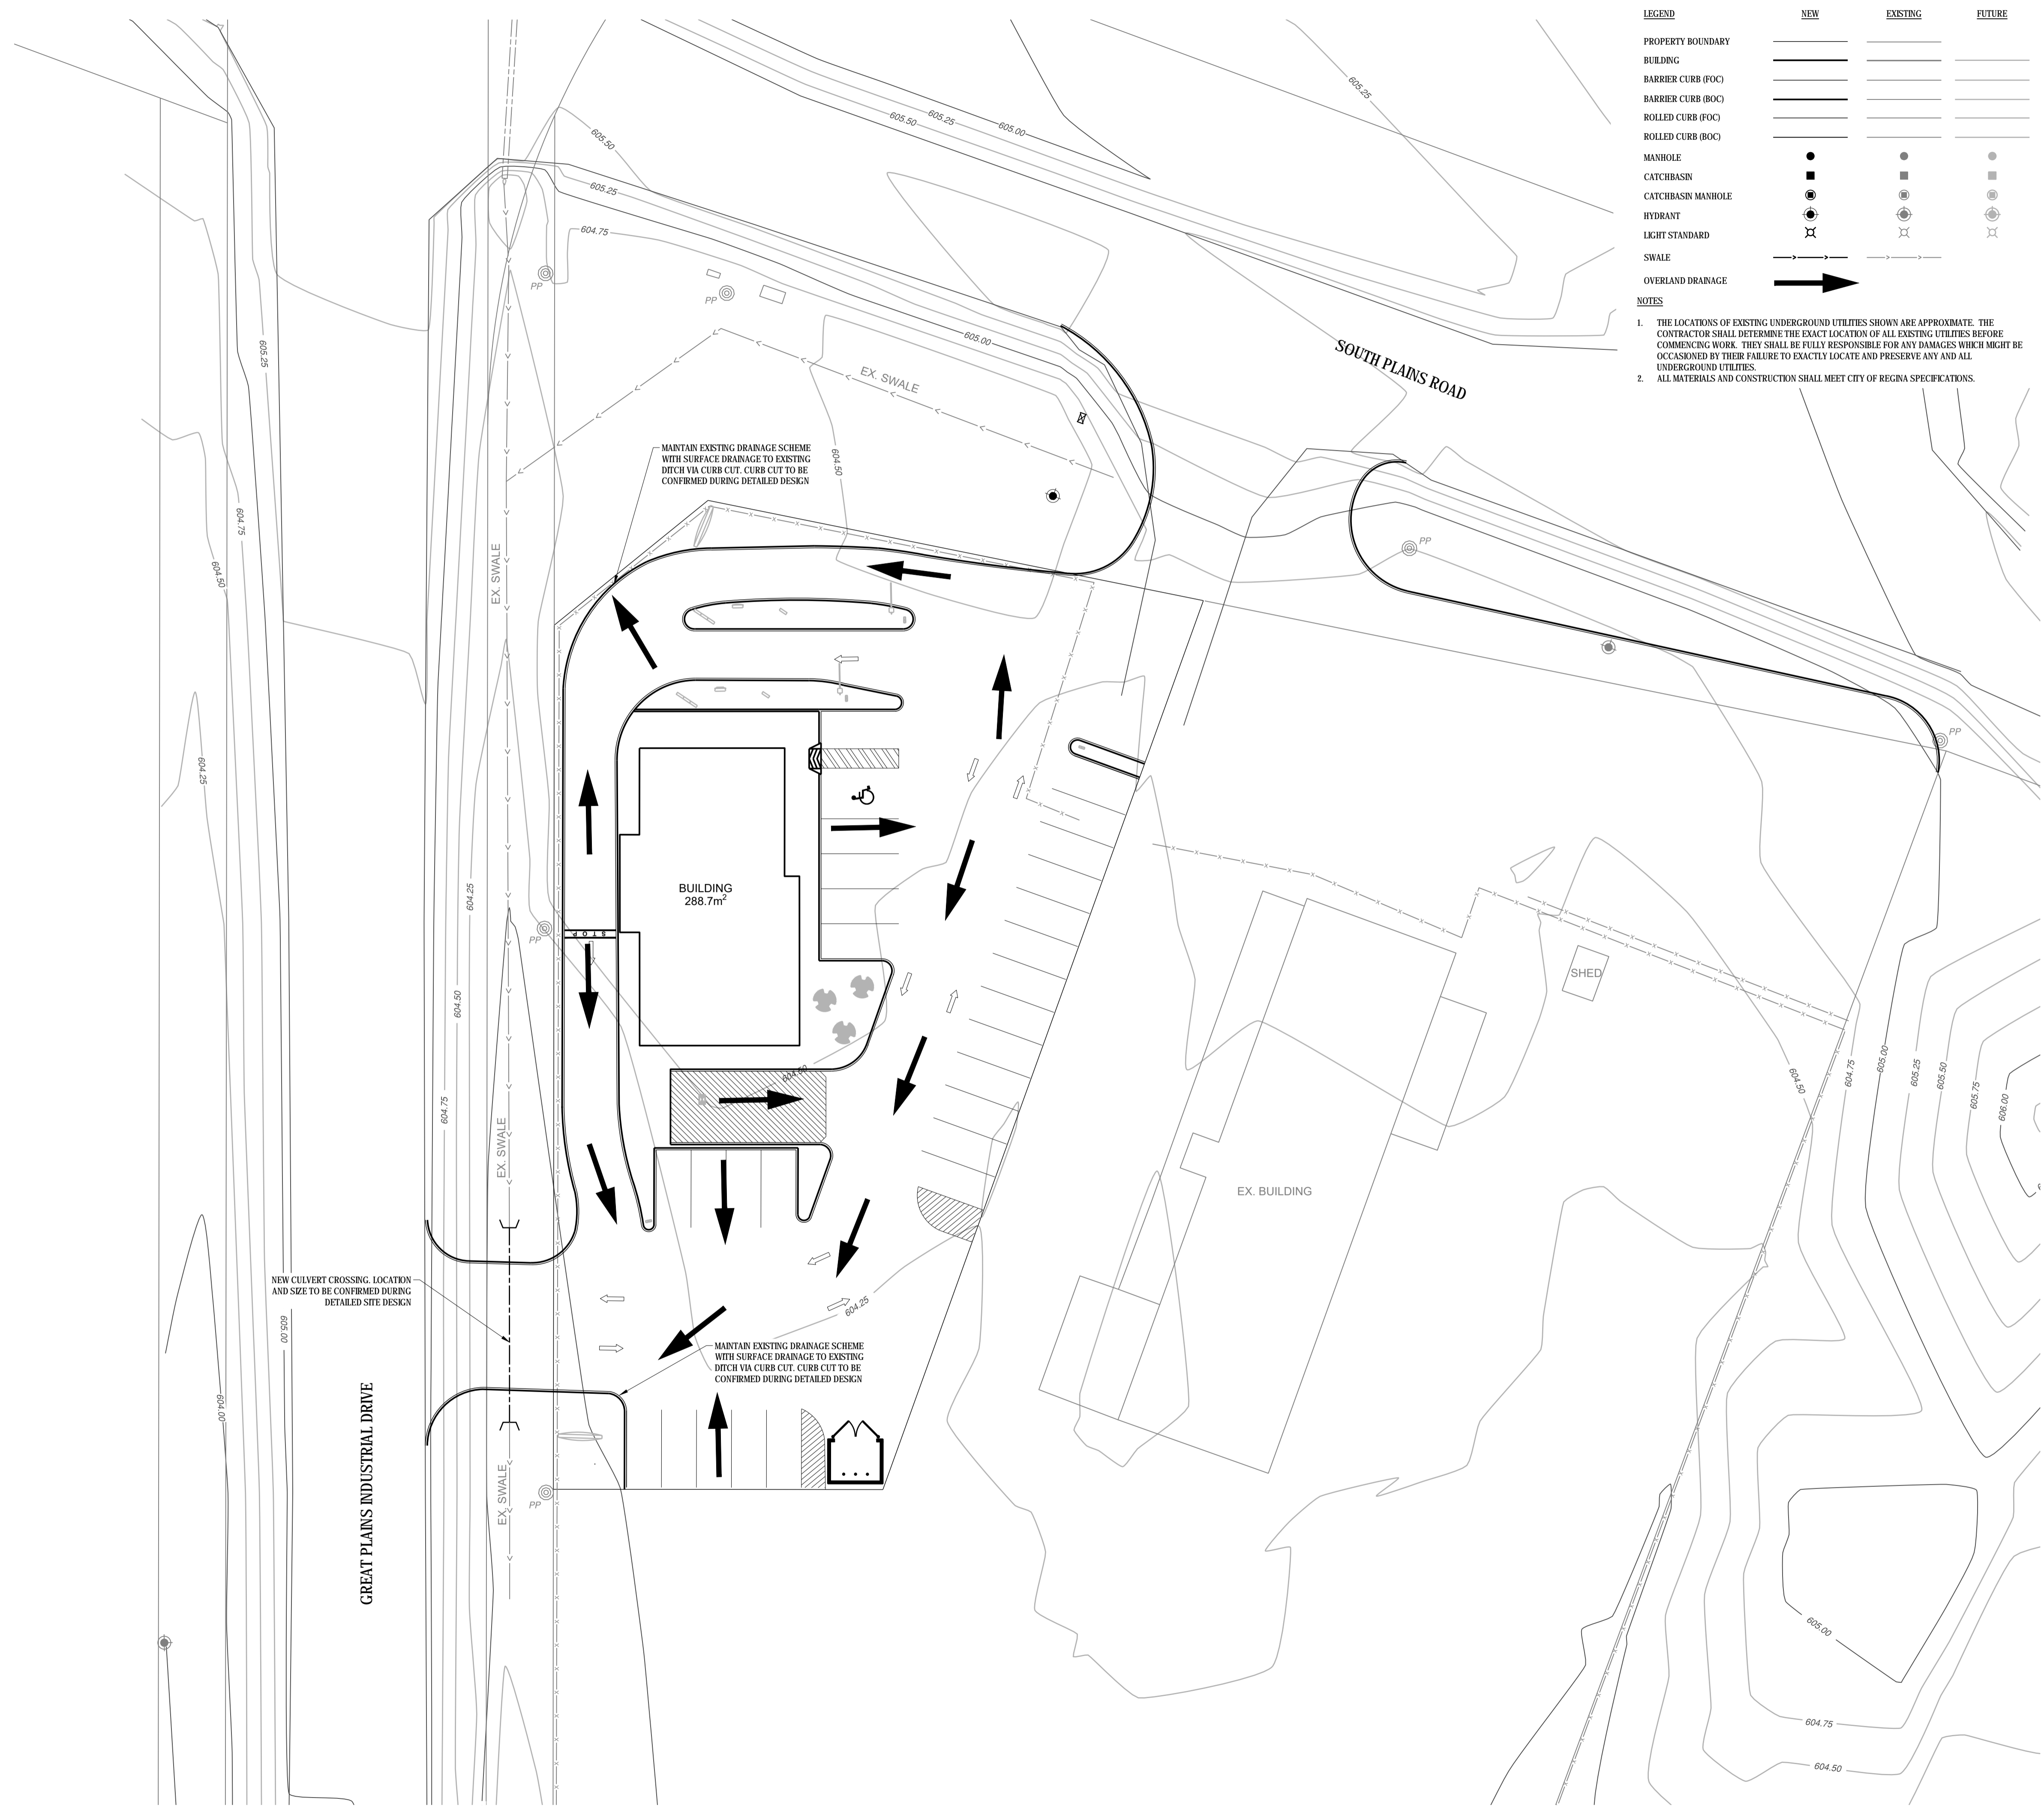 LEGEND NEW EXISTING FUTURE
PROPERTY BOUNDARY
BUILDING
BARRIER CURB (FOC)
BARRIER CURB (BOC)
ROLLED CURB (FOC)
ROLLED CURB (BOC)
MANHOLE
CATCHBASIN
CATCHBASIN MANHOLE
HYDRANT
LIGHT STANDARD
SWALE
OVERLAND DRAINAGE
NOTES
1. THE LOCATIONS OF EXISTING UNDERGROUND UTILITIES SHOWN ARE APPROXIMATE. THE
CONTRACTOR SHALL DETERMINE THE EXACT LOCATION OF ALL EXISTING UTILITIES BEFORE
COMMENCING WORK. THEY SHALL BE FULLY RESPONSIBLE FOR ANY DAMAGES WHICH MIGHT BE
OCCASIONED BY THEIR FAILURE TO EXACTLY LOCATE AND PRESERVE ANY AND ALL
UNDERGROUND UTILITIES.
2. ALL MATERIALS AND CONSTRUCTION SHALL MEET CITY OF REGINA SPECIFICATIONS.
605.25
605.50
605.25
605.00
605.50
605.25
604.75
PP
PP
605.00
605.25
SOUTH PLAINS ROAD
EX. SWALE
MAINTAIN EXISTING DRAINAGE SCHEME
WITH SURFACE DRAINAGE TO EXISTING
DITCH VIA CURB CUT. CURB CUT TO BE
CONFIRMED DURING DETAILED DESIGN
604.50
604.75
604.50
EX. SWALE
PP
PP
604.25
604.25
BUILDING
288.7m2
STOP
PP
SHED
604.50
604.50
604.75
604.50
604.75
605.00
605.25
605.50
605.75
606.00
EX. SWALE
EX. BUILDING
NEW CULVERT CROSSING. LOCATION
AND SIZE TO BE CONFIRMED DURING
DETAILED SITE DESIGN
604.25
605.00
MAINTAIN EXISTING DRAINAGE SCHEME
WITH SURFACE DRAINAGE TO EXISTING
DITCH VIA CURB CUT. CURB CUT TO BE
CONFIRMED DURING DETAILED DESIGN
604.00
GREAT PLAINS INDUSTRIAL DRIVE
EX. SWALE
PP
605.00
604.75
604.50